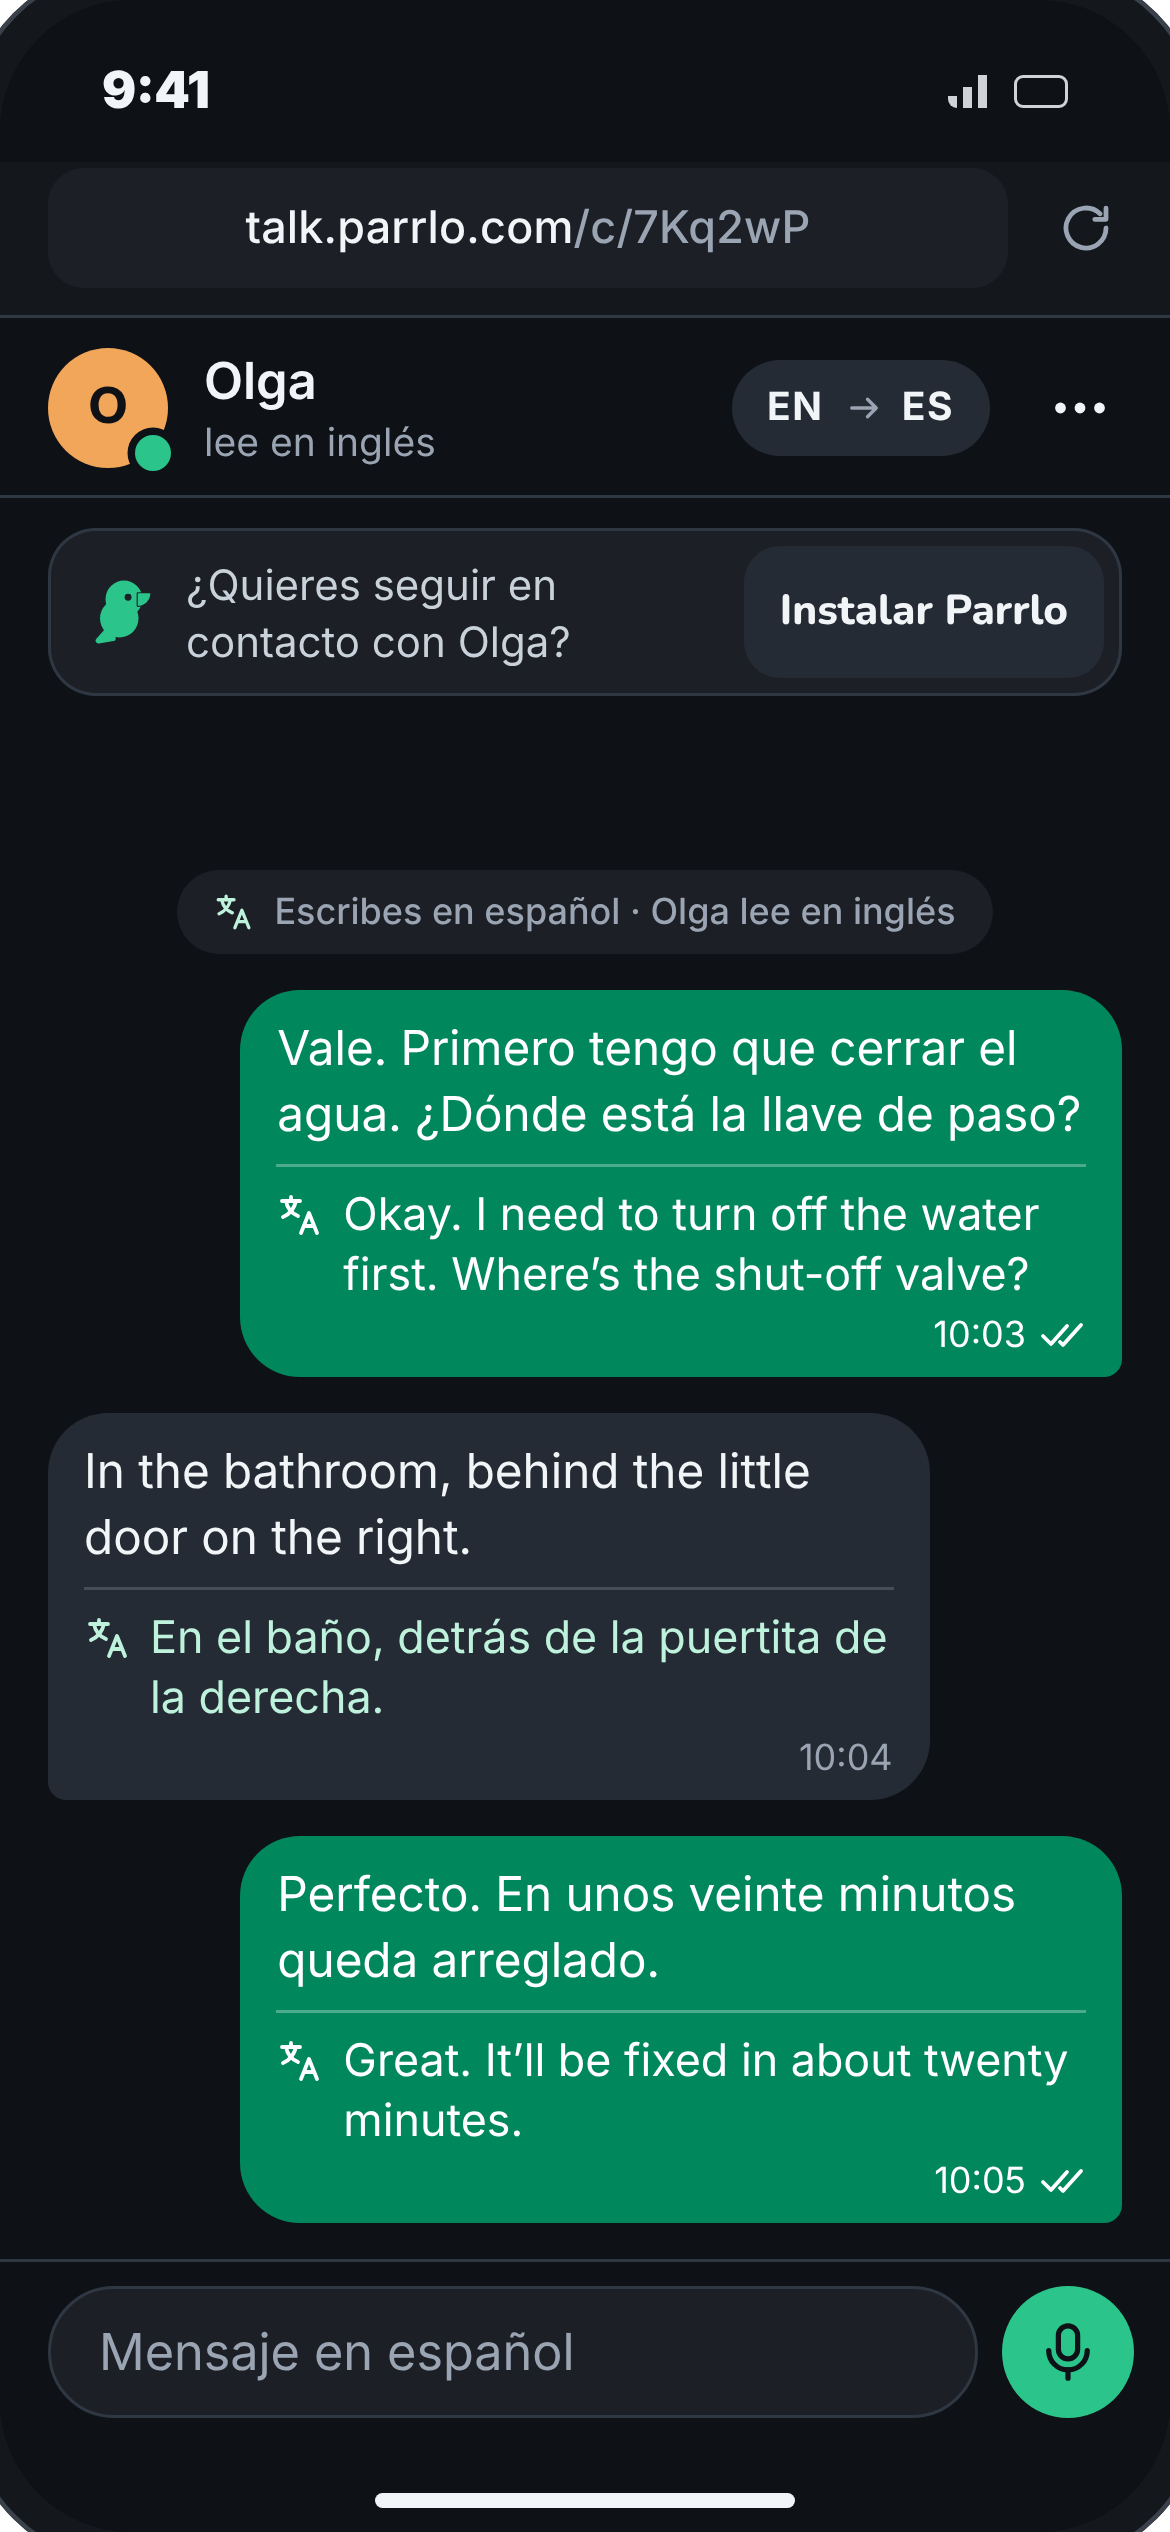 9:41
talk.parrlo.com/c/7Kq2wP
O
Olga
lee en inglés
EN → ES
¿Quieres seguir en
contacto con Olga?
Instalar Parrlo
Escribes en español · Olga lee en inglés
Vale. Primero tengo que cerrar el
agua. ¿Dónde está la llave de paso?
Okay. I need to turn off the water
first. Where’s the shut-off valve?
10:03
In the bathroom, behind the little
door on the right.
En el baño, detrás de la puertita de
la derecha.
10:04
Perfecto. En unos veinte minutos
queda arreglado.
Great. It’ll be fixed in about twenty
minutes.
10:05
Mensaje en español